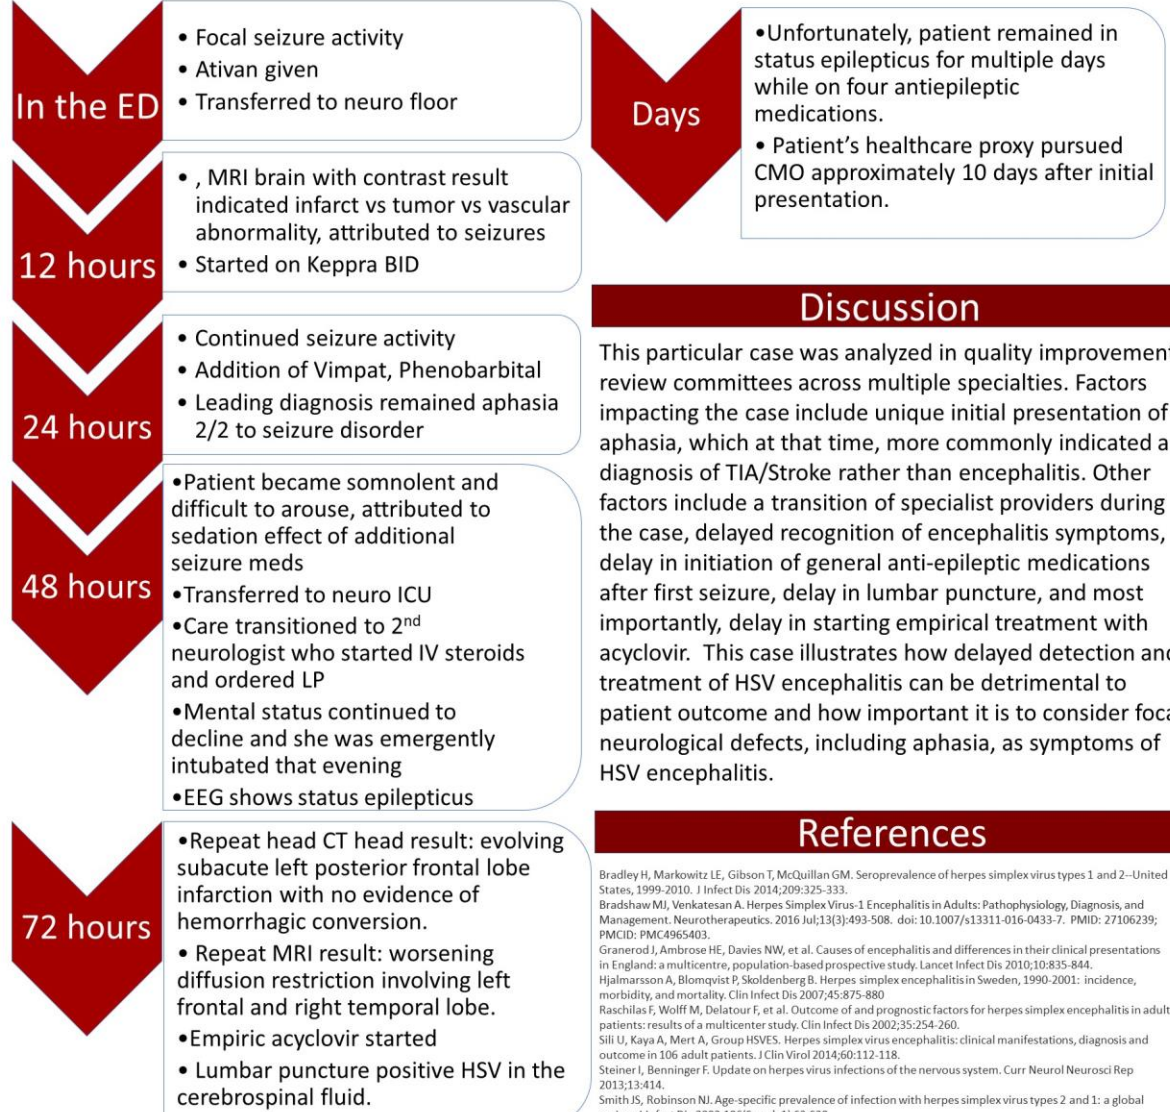 In the ED
• Focal seizure activity
• Ativan given
• Transferred to neuro floor
12 hours
• , MRI brain with contrast result
indicated infarct vs tumor vs vascular
abnormality, attributed to seizures
• Started on Keppra BID
24 hours
• Continued seizure activity
• Addition of Vimpat, Phenobarbital
• Leading diagnosis remained aphasia
2/2 to seizure disorder
48 hours
•Patient became somnolent and
difficult to arouse, attributed to
sedation effect of additional
seizure meds
•Transferred to neuro ICU
•Care transitioned to 2nd
neurologist who started IV steroids
and ordered LP
•Mental status continued to
decline and she was emergently
intubated that evening
•EEG shows status epilepticus
72 hours
•Repeat head CT head result: evolving
subacute left posterior frontal lobe
infarction with no evidence of
hemorrhagic conversion.
• Repeat MRI result: worsening
diffusion restriction involving left
frontal and right temporal lobe.
•Empiric acyclovir started
• Lumbar puncture positive HSV in the
cerebrospinal fluid.
Days
•Unfortunately, patient remained in
status epilepticus for multiple days
while on four antiepileptic
medications.
• Patient's healthcare proxy pursued
CMO approximately 10 days after initial
presentation.
Discussion
This particular case was analyzed in quality improvement
review committees across multiple specialties. Factors
impacting the case include unique initial presentation of
aphasia, which at that time, more commonly indicated a
diagnosis of TIA/Stroke rather than encephalitis. Other
factors include a transition of specialist providers during
the case, delayed recognition of encephalitis symptoms,
delay in initiation of general anti-epileptic medications
after first seizure, delay in lumbar puncture, and most
importantly, delay in starting empirical treatment with
acyclovir. This case illustrates how delayed detection and
treatment of HSV encephalitis can be detrimental to
patient outcome and how important it is to consider foca
neurological defects, including aphasia, as symptoms of
HSV encephalitis.
References
Bradley H, Markowitz LE, Gibson T, McQuillan GM. Seroprevalence of herpes simplex virus types 1 and 2--United
States, 1999-2010. J Infect Dis 2014;209:325-333.
Bradshaw MJ, Venkatesan A. Herpes Simplex Virus-1 Encephalitis in Adults: Pathophysiology, Diagnosis, and
Management. Neurotherapeutics. 2016 Jul;13(3):493-508. doi: 10.1007/s13311-016-0433-7. PMID: 27106239;
PMCID: PMC4965403.
Granerod J, Ambrose HE, Davies NW, et al. Causes of encephalitis and differences in their clinical presentations
in England: a multicentre, population-based prospective study. Lancet Infect Dis 2010;10:835-844.
Hjalmarsson A, Blomqvist P, Skoldenberg B. Herpes simplex encephalitis in Sweden, 1990-2001: incidence,
morbidity, and mortality. Clin Infect Dis 2007;45:875-880
Raschilas F, Wolff M, Delatour F, et al. Outcome of and prognostic factors for herpes simplex encephalitis in adult
patients: results of a multicenter study. Clin Infect Dis 2002;35:254-260.
Sili U, Kaya A, Mert A, Group HSVES. Herpes simplex virus encephalitis: clinical manifestations, diagnosis and
outcome in 106 adult patients. J Clin Virol 2014;60:112-118.
Steiner I, Benninger F. Update on herpes virus infections of the nervous system. Curr Neurol Neurosci Rep
2013;13:414.
Smith JS, Robinson NJ. Age-specific prevalence of infection with herpes simplex virus types 2 and 1: a global